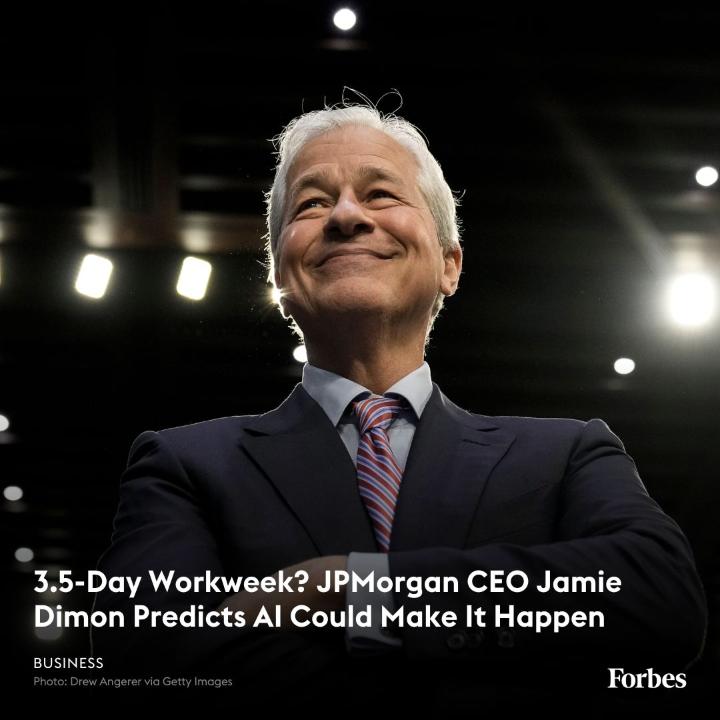 3.5-Day Workweek? JPMorgan CEO Jamie
Dimon Predicts AI Could Make It Happen
BUSINESS
Photo: Drew Angerer via Getty Images
Forbes